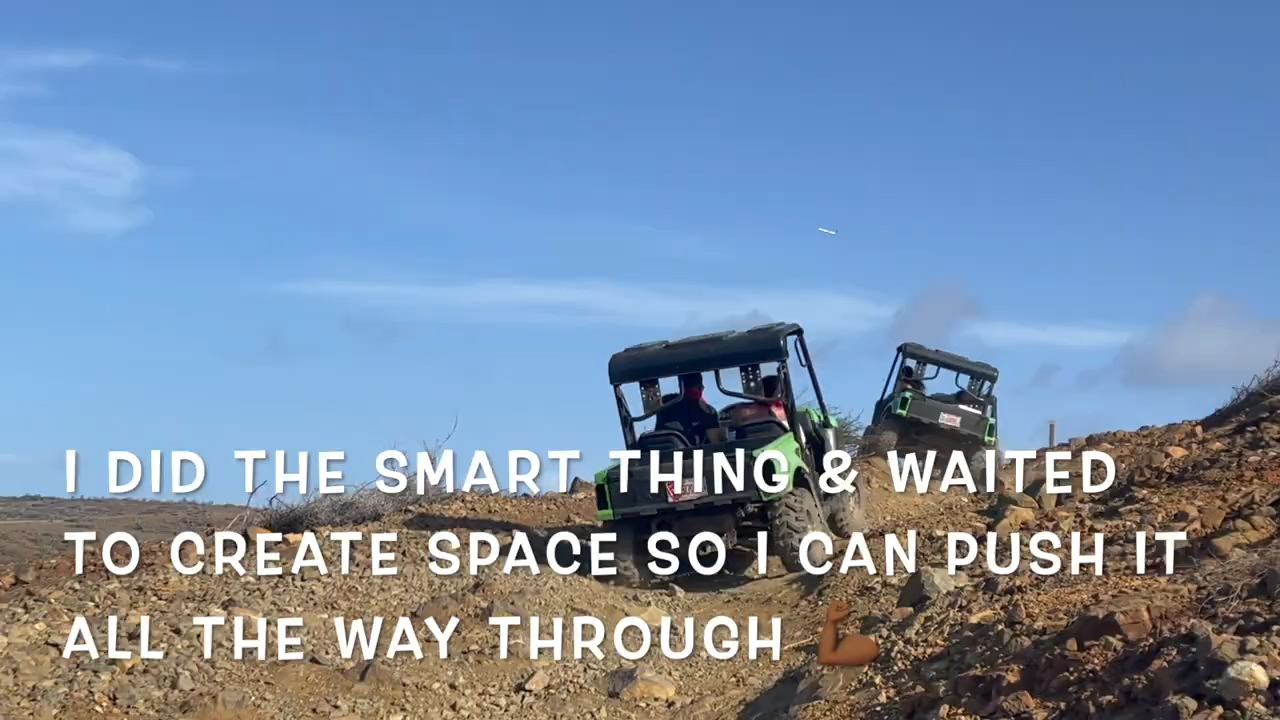 I DID THE SMART THING & WAITED
TO CREATE SPACE SO I CAN PUSH IT
ALL THE WAY THROUGH 💪🏾